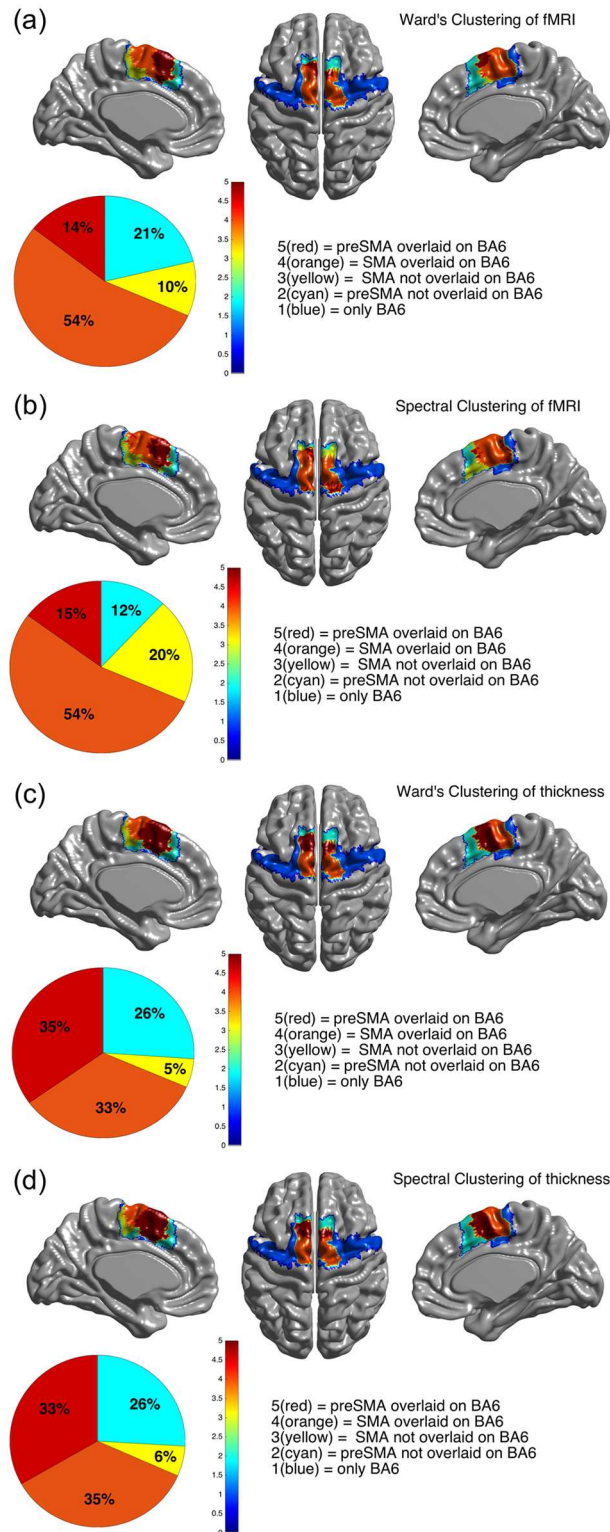 (a)
Ward's Clustering of fMRI
14%
21%
10%
54%
5
4.5
4
3.5
3
2.5
2
1.5
1
0.5
0
5(red) = preSMA overlaid on BA6
4(orange) = SMA overlaid on BA6
3(yellow) = SMA not overlaid on BA6
2(cyan) = preSMA not overlaid on BA6
1(blue) = only BA6
(b)
Spectral Clustering of fMRI
15%
12%
20%
54%
5
4.5
4
3.5
3
2.5
2
1.5
1
0.5
0
5(red) = preSMA overlaid on BA6
4(orange) = SMA overlaid on BA6
3(yellow) = SMA not overlaid on BA6
2(cyan) = preSMA not overlaid on BA6
1(blue) = only BA6
(c)
Ward's Clustering of thickness
35%
26%
5%
33%
5
4.5
4
3.5
3
2.5
2
1.5
1
0.5
0
5(red) = preSMA overlaid on BA6
4(orange) = SMA overlaid on BA6
3(yellow) = SMA not overlaid on BA6
2(cyan) = preSMA not overlaid on BA6
1(blue) = only BA6
(d)
Spectral Clustering of thickness
33%
26%
6%
35%
5
4.5
4
3.5
3
2.5
2
1.5
1
0.5
0
5(red) = preSMA overlaid on BA6
4(orange) = SMA overlaid on BA6
3(yellow) = SMA not overlaid on BA6
2(cyan) = preSMA not overlaid on BA6
1(blue) = only BA6